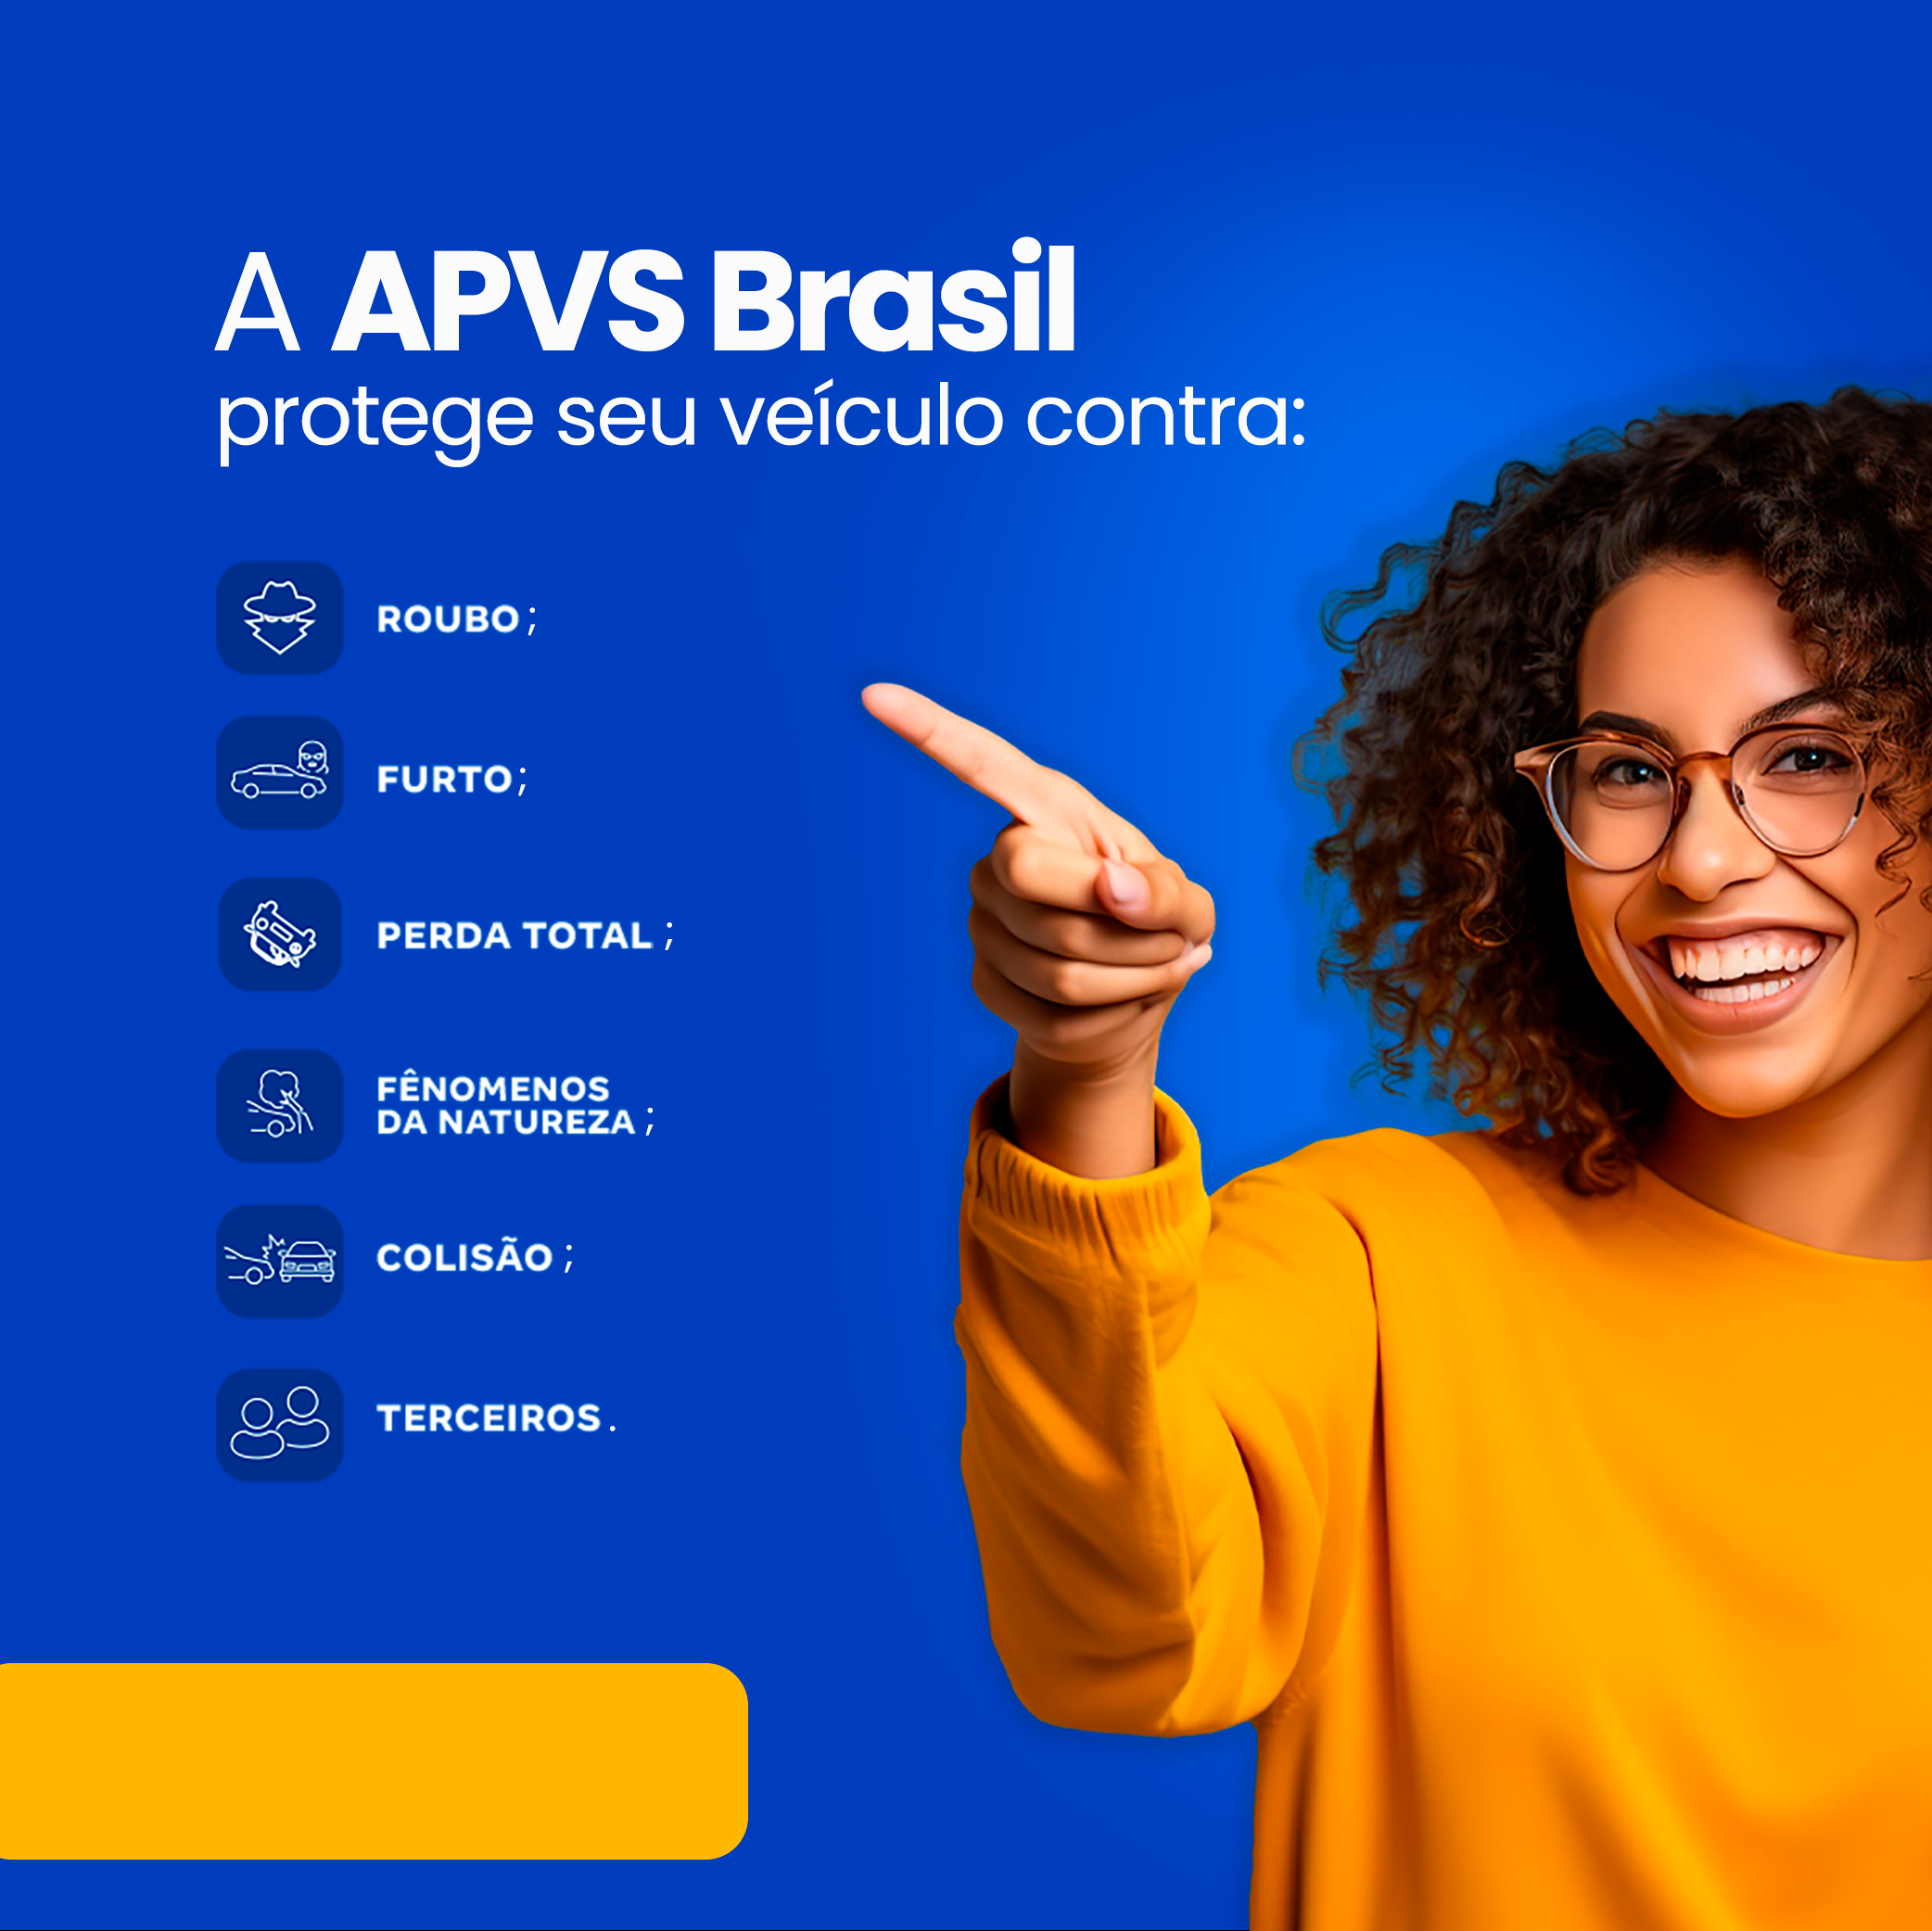 A APVS Brasil
protege seu veículo contra:
ROUBO;
FURTO;
PERDA TOTAL ;
FÊNOMENOS
DA NATUREZA ;
COLISÃO ;
TERCEIROS.